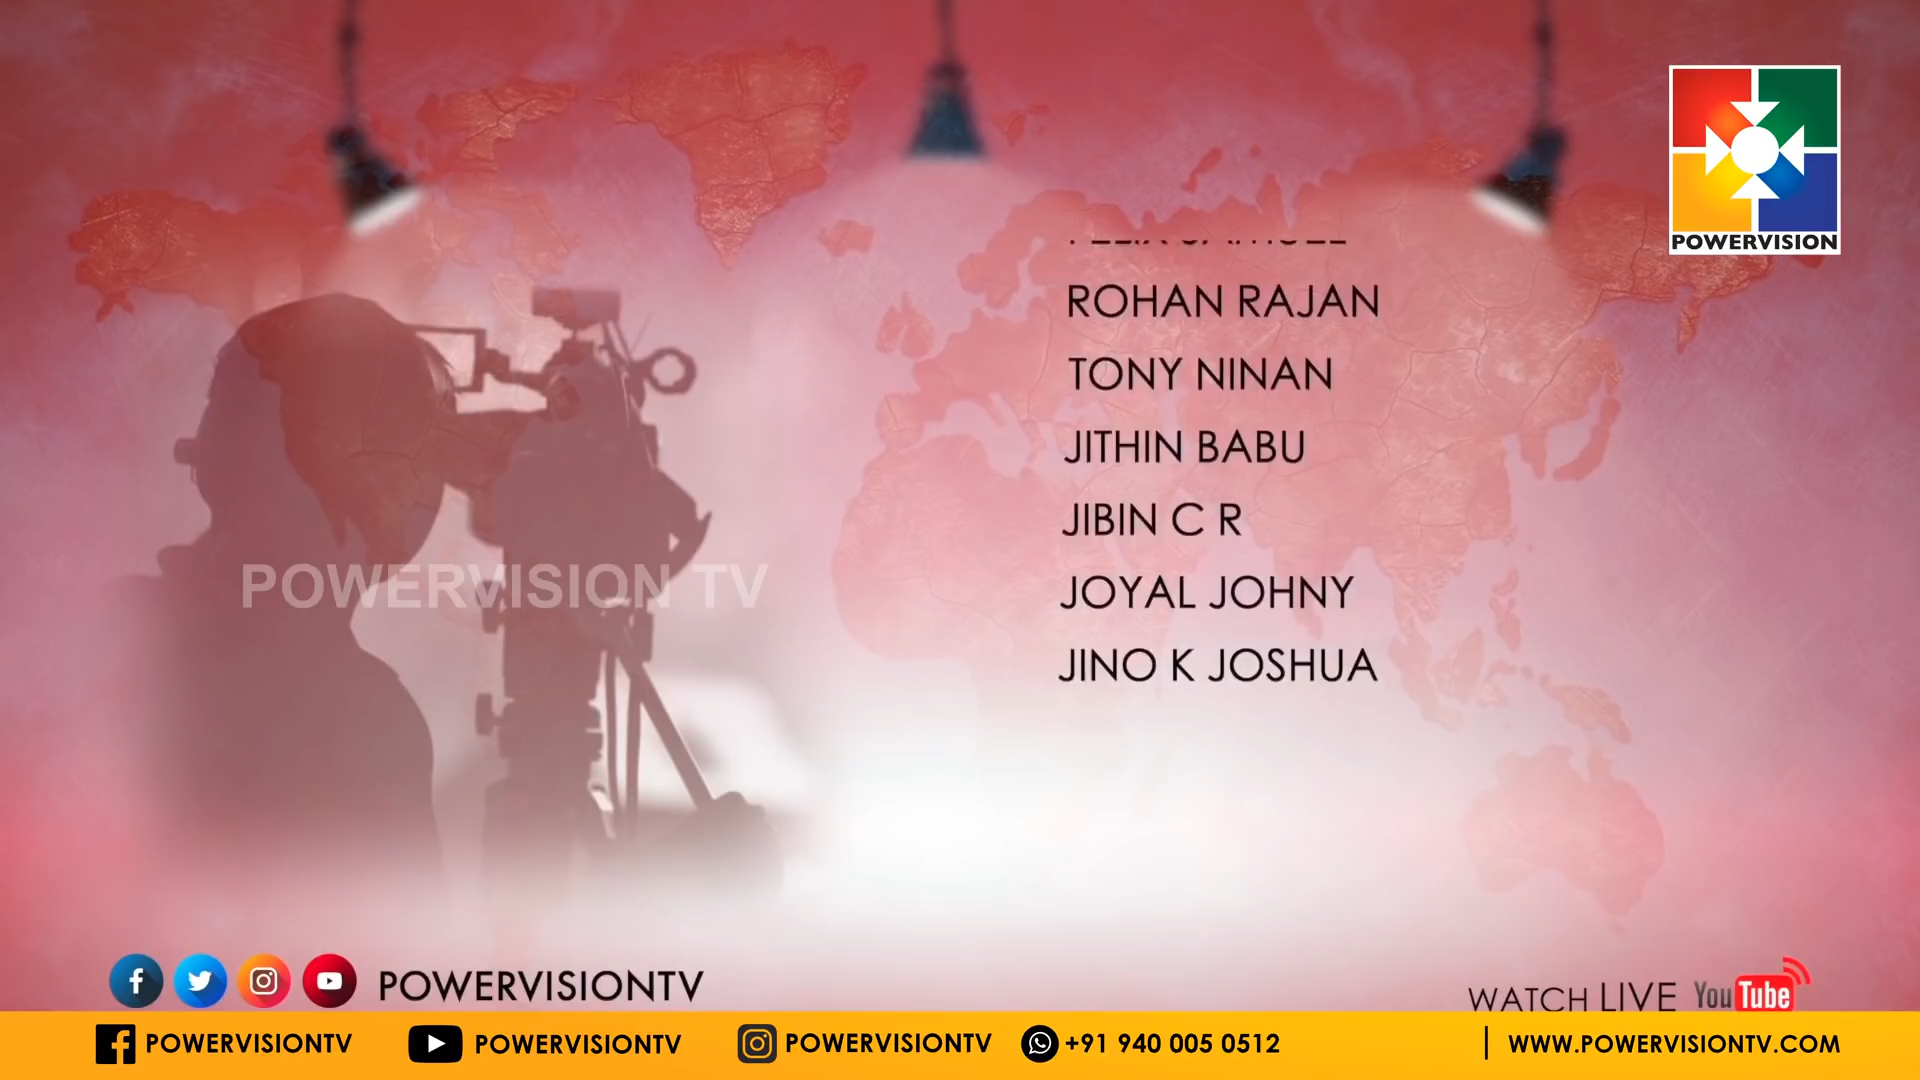 POWERVISION
ROHAN RAJAN
TONY NINAN
JITHIN BABU
JIBIN C R
JOYAL JOHNY
JINO K JOSHUA
POWERVISION TV
POWERVISIONTV
WATCH LIVE YouTube
POWERVISIONTV
POWERVISIONTV
POWERVISIONTV
+91 940 005 0512
WWW.POWERVISIONTV.COM